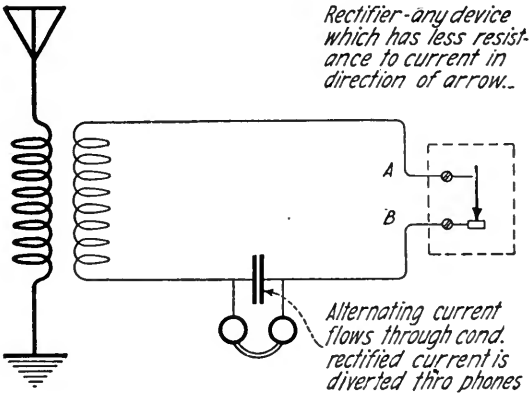 Rectifier - any device
which has less resist-
ance to current in
direction of arrow._
A
B
Alternating current
flows through cond.
rectified current is
diverted thro phones